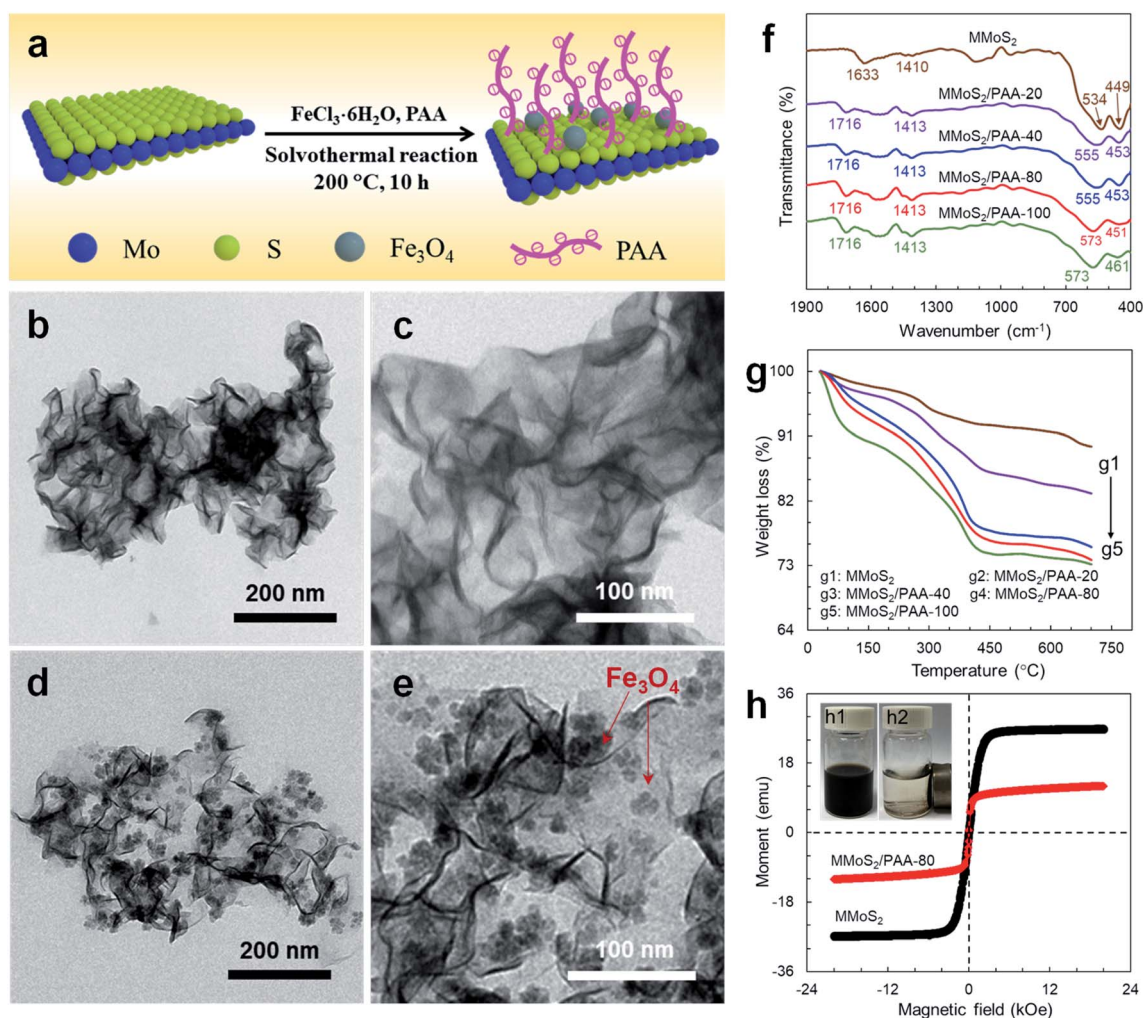 a
FeCl₃·6H₂O, PAA
Solvothermal reaction
200 °C, 10 h
Mo
S
Fe₃O₄
PAA
b
200 nm
c
100 nm
d
200 nm
e
Fe₃O₄
100 nm
f
Transmittance (%)
MMoS₂
1633
1410
534
449
MMoS₂/PAA-20
1716
1413
555
453
MMoS₂/PAA-40
1716
1413
555
453
MMoS₂/PAA-80
1716
1413
573
451
MMoS₂/PAA-100
1716
1413
573
461
1900 1600 1300 1000 700 400
Wavenumber (cm⁻¹)
g
Weight loss (%)
100
91
82
73
64
g1
g5
g1: MMoS₂ g2: MMoS₂/PAA-20
g3: MMoS₂/PAA-40 g4: MMoS₂/PAA-80
g5: MMoS₂/PAA-100
0 150 300 450 600 750
Temperature (°C)
h
Moment (emu)
36
18
0
-18
-36
h1
h2
MMoS₂/PAA-80
MMoS₂
-24 -12 0 12 24
Magnetic field (kOe)